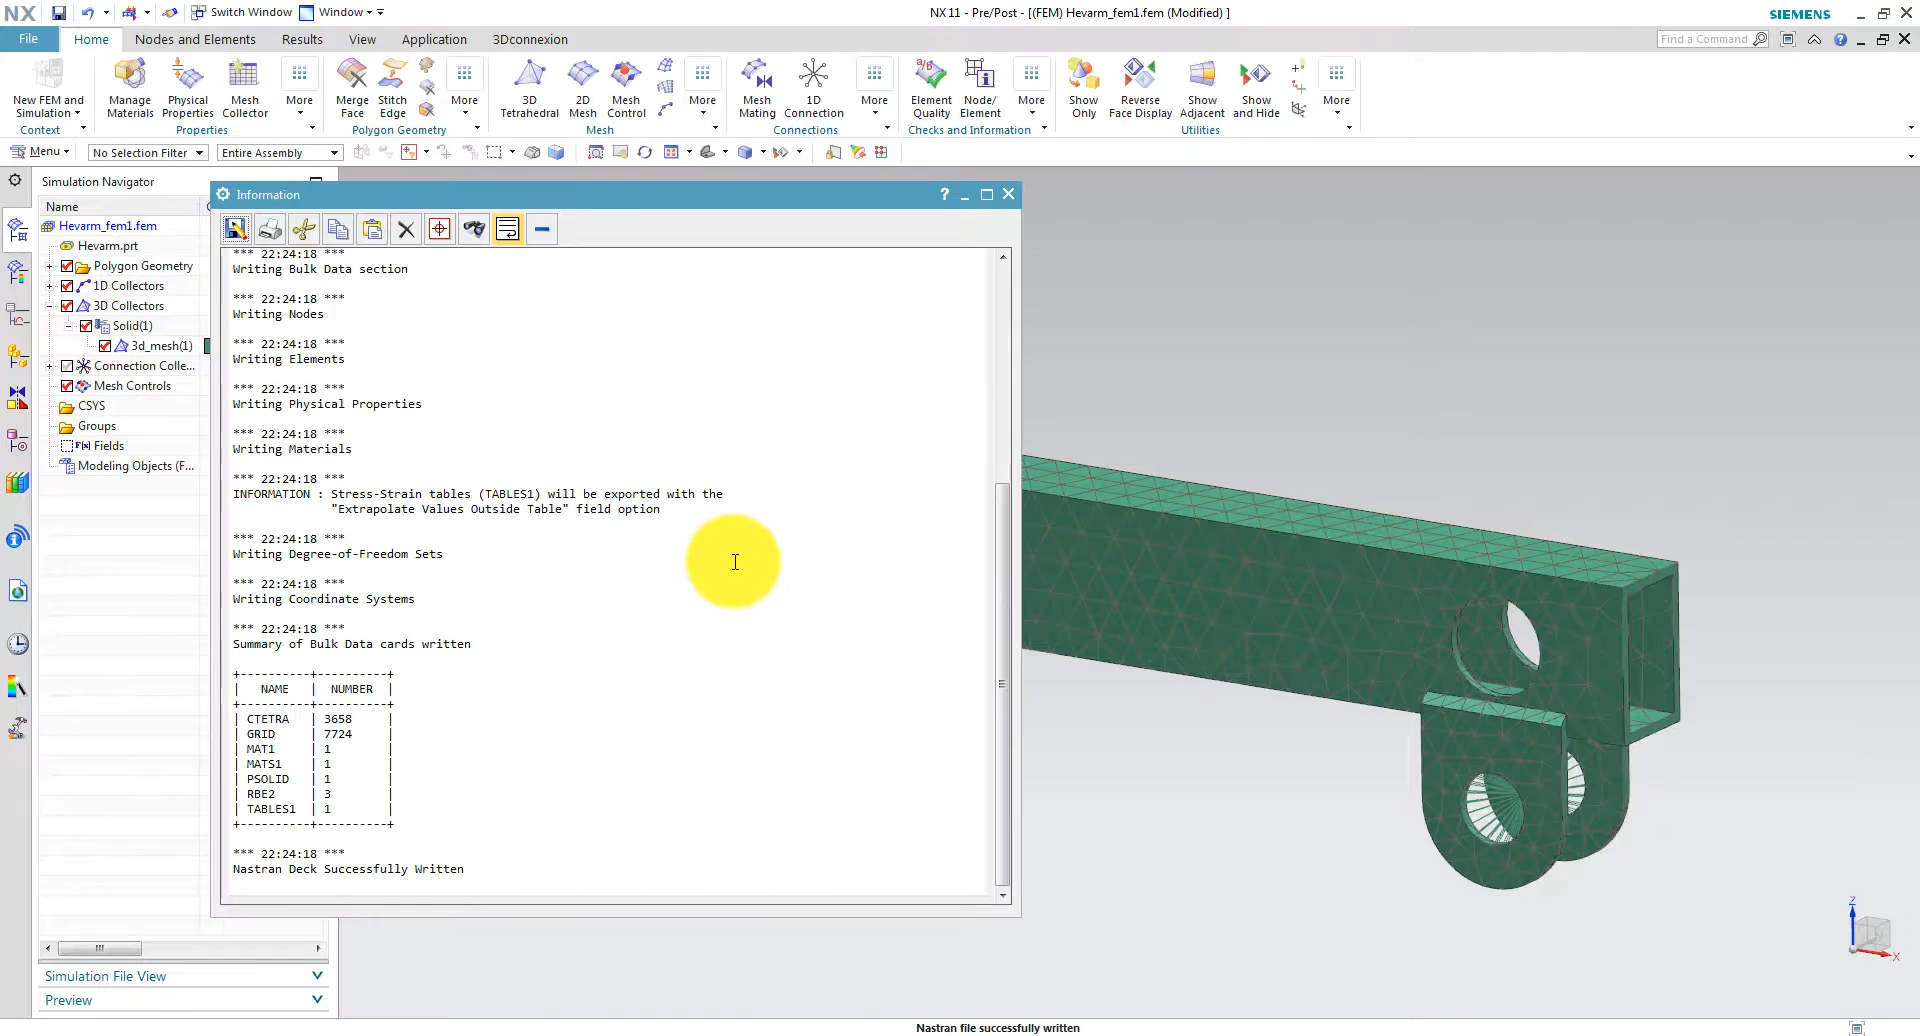 NX Switch Window Window NX 11 - Pre/Post - [(FEM) Hevarm_fem1.fem (Modified) ] SIEMENS
File Home Nodes and Elements Results View Application 3Dconnexion Find a Command
New FEM and Simulation Manage Materials Physical Properties Mesh Collector More Merge Face Stitch Edge More 3D Tetrahedral 2D Mesh Mesh Control More Mesh Mating 1D Connection More Element Quality Node/ Element More Show Only Reverse Face Display Show Adjacent Show and Hide More
Context Properties Polygon Geometry Mesh Connections Checks and Information Utilities
Menu No Selection Filter Entire Assembly
Simulation Navigator
Name
Hevarm_fem1.fem
Hevarm.prt
Polygon Geometry
1D Collectors
3D Collectors
Solid(1)
3d_mesh(1)
Connection Colle...
Mesh Controls
CSYS
Groups
Fields
Modeling Objects (F...
Simulation File View
Preview
Information
*** 22:24:18 ***
Writing Bulk Data section
*** 22:24:18 ***
Writing Nodes
*** 22:24:18 ***
Writing Elements
*** 22:24:18 ***
Writing Physical Properties
*** 22:24:18 ***
Writing Materials
*** 22:24:18 ***
INFORMATION : Stress-Strain tables (TABLES1) will be exported with the
"Extrapolate Values Outside Table" field option
*** 22:24:18 ***
Writing Degree-of-Freedom Sets
*** 22:24:18 ***
Writing Coordinate Systems
*** 22:24:18 ***
Summary of Bulk Data cards written
+----------+----------+
| NAME | NUMBER |
+----------+----------+
| CTETRA | 3658 |
| GRID | 7724 |
| MAT1 | 1 |
| MATS1 | 1 |
| PSOLID | 1 |
| RBE2 | 3 |
| TABLES1 | 1 |
+----------+----------+
*** 22:24:18 ***
Nastran Deck Successfully Written
Z
X
Nastran file successfully written